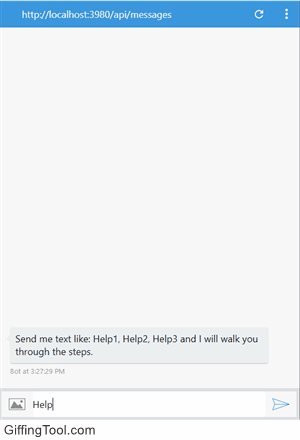 http://localhost:3980/api/messages
Send me text like: Help1, Help2, Help3 and I will walk you
through the steps.
Bot at 3:27:29 PM
Help
GiffingTool.com